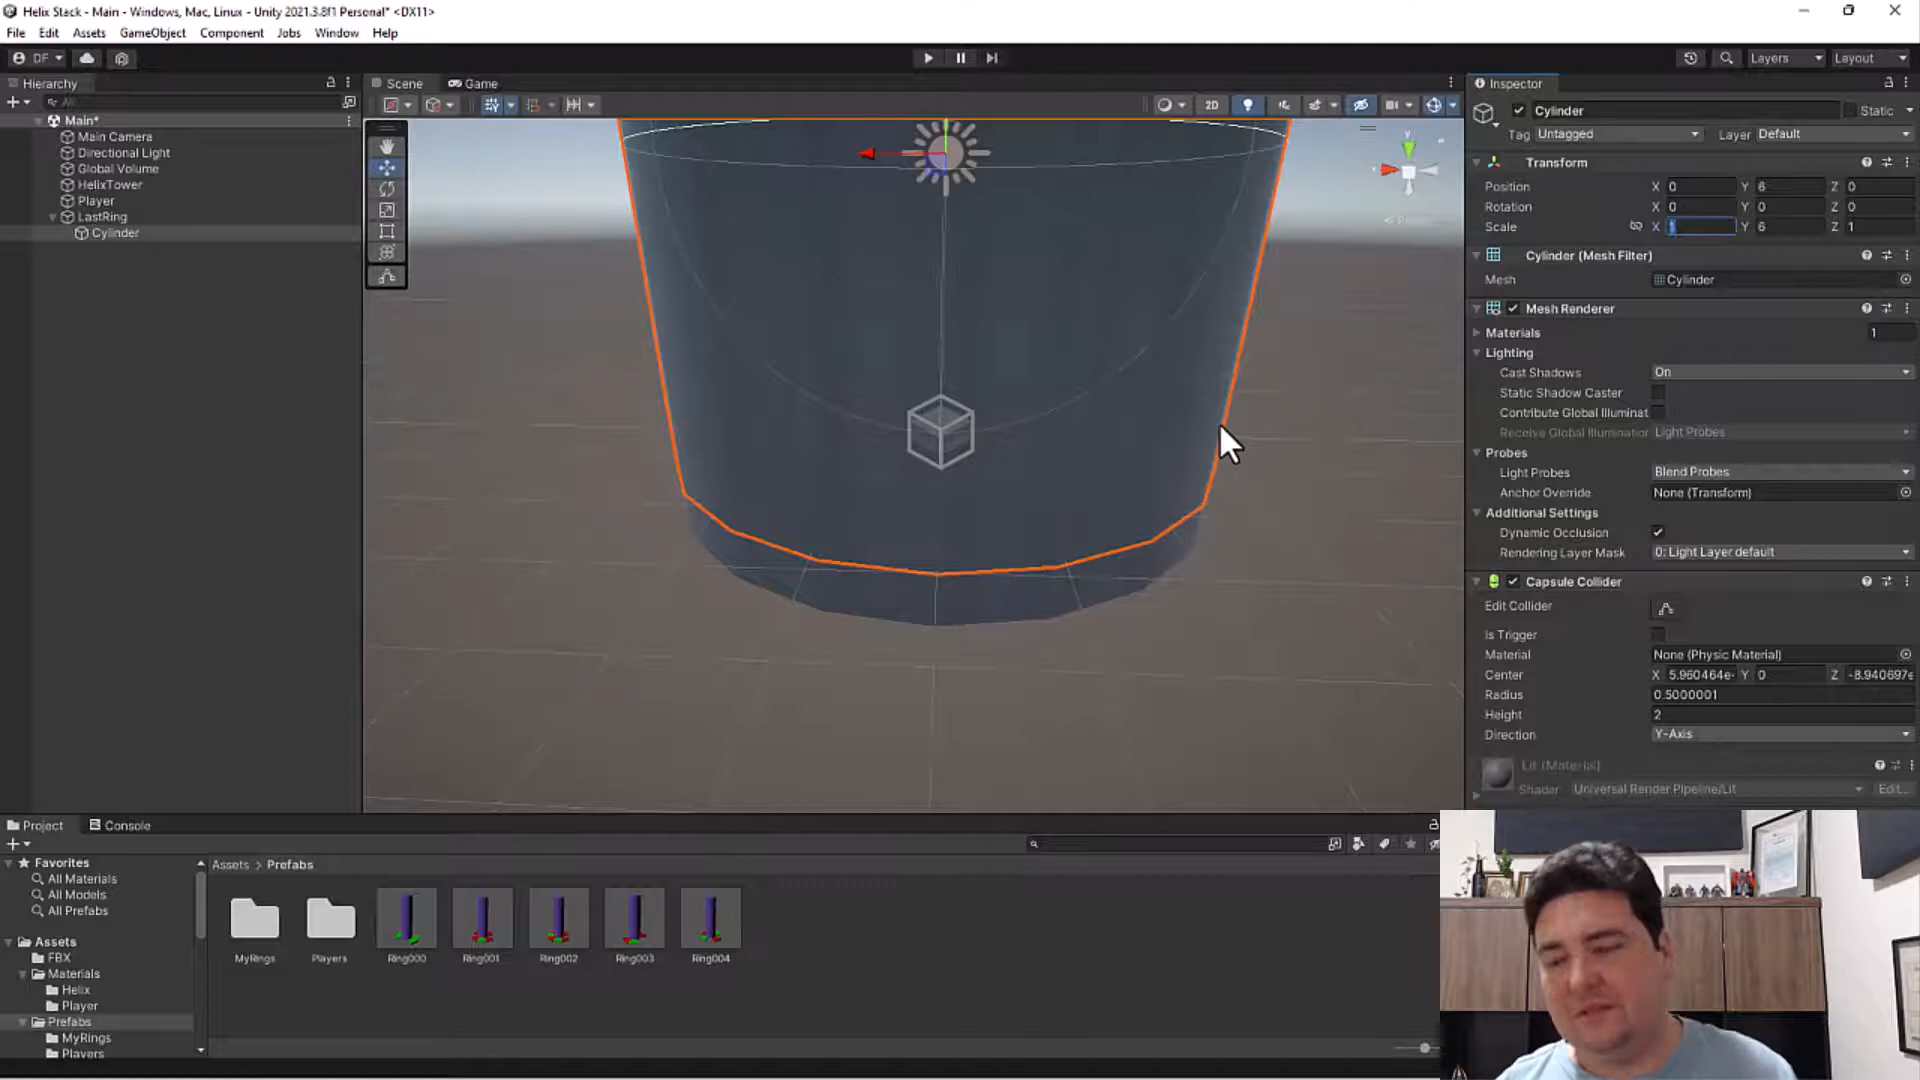 Helix Stack - Main - Windows, Mac, Linux - Unity 2021.3.8f1 Personal* <DX11>
File Edit Assets GameObject Component Jobs Window Help
DF Layers Layout
Hierarchy
All
Main*
Main Camera
Directional Light
Global Volume
HelixTower
Player
LastRing
Cylinder
Scene Game
2D
y
Inspector
Cylinder Static
Tag Untagged Layer Default
Transform
Position X 0 Y 6 Z 0
Rotation X 0 Y 0 Z 0
Scale X 1 Y 6 Z 1
Cylinder (Mesh Filter)
Mesh Cylinder
Mesh Renderer
Materials 1
Lighting
Cast Shadows On
Static Shadow Caster
Contribute Global Illuminat
Receive Global Illumination Light Probes
Probes
Light Probes Blend Probes
Anchor Override None (Transform)
Additional Settings
Dynamic Occlusion
Rendering Layer Mask 0: Light Layer default
Capsule Collider
Edit Collider
Is Trigger
Material None (Physic Material)
Center X 5.960464e- Y 0 Z -8.940697e
Radius 0.5000001
Height 2
Direction Y-Axis
Lit (Material)
Shader Universal Render Pipeline/Lit Edit...
Project Console
Favorites
All Materials
All Models
All Prefabs
Assets
FBX
Materials
Helix
Player
Prefabs
MyRings
Players
Assets > Prefabs
MyRings Players Ring000 Ring001 Ring002 Ring003 Ring004